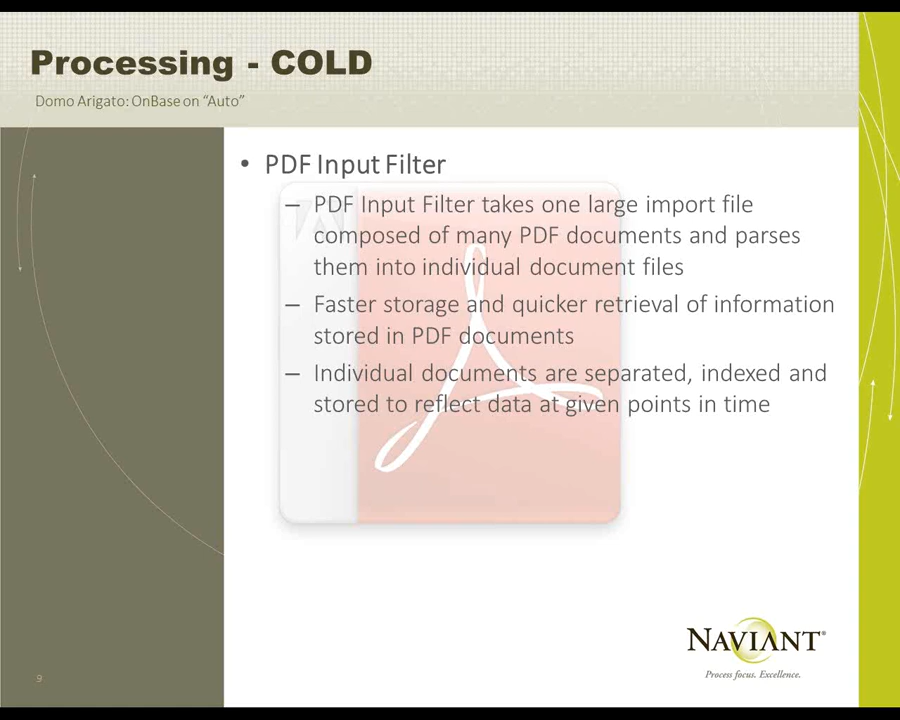 Processing - COLD
Domo Arigato: OnBase on “Auto”
• PDF Input Filter
– PDF Input Filter takes one large import file
composed of many PDF documents and parses
them into individual document files
– Faster storage and quicker retrieval of information
stored in PDF documents
– Individual documents are separated, indexed and
stored to reflect data at given points in time
NAVIANT®
Process focus. Excellence.
9